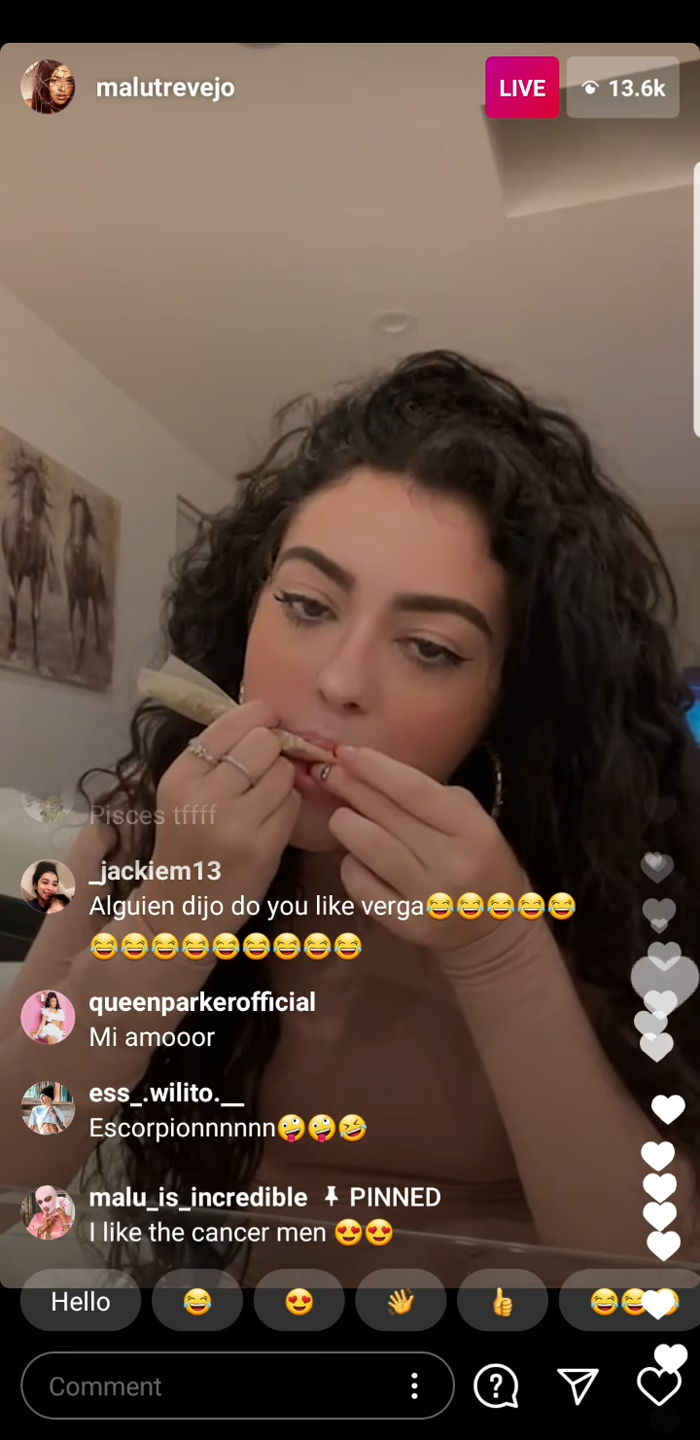 malutrevejo
LIVE
13.6k
Pisces tffff
_jackiem13
Alguien dijo do you like verga😂😂😂😂😂
😂😂😂😂😂😂😂😂😂
queenparkerofficial
Mi amooor
ess_.wilito.__
Escorpionnnnnn🤪🤪🤣
malu_is_incredible 📌 PINNED
I like the cancer men 😍😍
Hello 😂 😍 👋 👍 😂😂😂
Comment